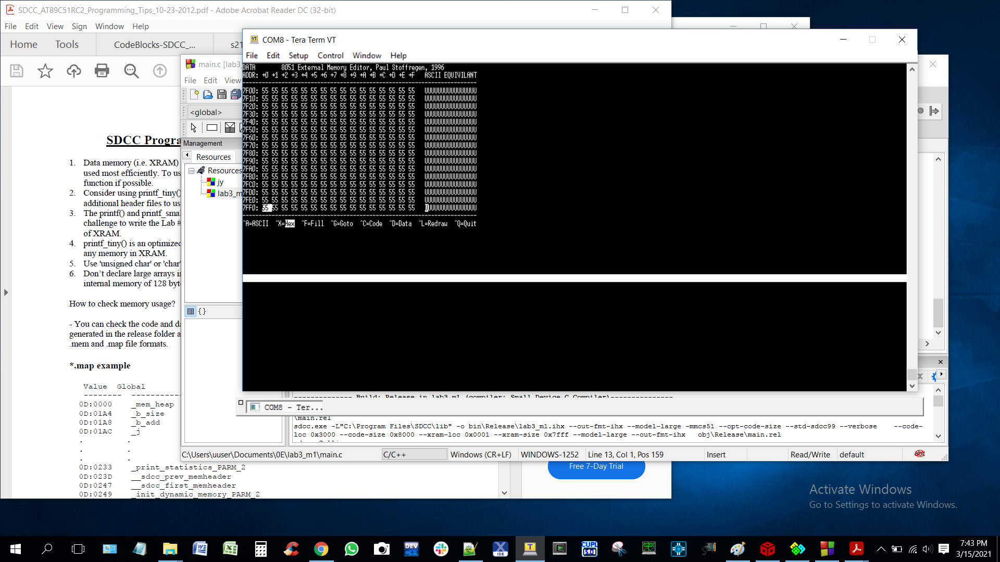 SDCC_AT89C51RC2_Programming_Tips_10-23-2012.pdf - Adobe Acrobat Reader DC (32-bit)
File Edit View Sign Window Help
Home Tools CodeBlocks-SDCC_... s21
COM8 - Tera Term VT
File Edit Setup Control Window Help
DATA 8051 External Memory Editor, Paul Stoffregen, 1996
ADDR: +0 +1 +2 +3 +4 +5 +6 +7 +8 +9 +A +B +C +D +E +F ASCII EQUIVILANT
7F00: 55 55 55 55 55 55 55 55 55 55 55 55 55 55 55 55 UUUUUUUUUUUUUUUU
7F10: 55 55 55 55 55 55 55 55 55 55 55 55 55 55 55 55 UUUUUUUUUUUUUUUU
7F20: 55 55 55 55 55 55 55 55 55 55 55 55 55 55 55 55 UUUUUUUUUUUUUUUU
7F30: 55 55 55 55 55 55 55 55 55 55 55 55 55 55 55 55 UUUUUUUUUUUUUUUU
7F40: 55 55 55 55 55 55 55 55 55 55 55 55 55 55 55 55 UUUUUUUUUUUUUUUU
7F50: 55 55 55 55 55 55 55 55 55 55 55 55 55 55 55 55 UUUUUUUUUUUUUUUU
7F60: 55 55 55 55 55 55 55 55 55 55 55 55 55 55 55 55 UUUUUUUUUUUUUUUU
7F70: 55 55 55 55 55 55 55 55 55 55 55 55 55 55 55 55 UUUUUUUUUUUUUUUU
7F80: 55 55 55 55 55 55 55 55 55 55 55 55 55 55 55 55 UUUUUUUUUUUUUUUU
7F90: 55 55 55 55 55 55 55 55 55 55 55 55 55 55 55 55 UUUUUUUUUUUUUUUU
7FA0: 55 55 55 55 55 55 55 55 55 55 55 55 55 55 55 55 UUUUUUUUUUUUUUUU
7FB0: 55 55 55 55 55 55 55 55 55 55 55 55 55 55 55 55 UUUUUUUUUUUUUUUU
7FC0: 55 55 55 55 55 55 55 55 55 55 55 55 55 55 55 55 UUUUUUUUUUUUUUUU
7FD0: 55 55 55 55 55 55 55 55 55 55 55 55 55 55 55 55 UUUUUUUUUUUUUUUU
7FE0: 55 55 55 55 55 55 55 55 55 55 55 55 55 55 55 55 UUUUUUUUUUUUUUUU
7FF0: 55 55 55 55 55 55 55 55 55 55 55 55 55 55 55 55 UUUUUUUUUUUUUUUU
^A=ASCII ^X=Hex ^F=Fill ^G=Goto ^C=Code ^D=Data ^L=Redraw ^Q=Quit
main.c [lab3_
File Edit View
<global>
Management
Resources
Resources
jy
lab3_m
{}
SDCC Progra
1. Data memory (i.e. XRAM)
used most efficiently. To us
function if possible.
2. Consider using printf_tiny()
additional header files to us
3. The printf() and printf_smal
challenge to write the Lab #
of XRAM.
4. printf_tiny() is an optimized
any memory in XRAM.
5. Use 'unsigned char' or 'char'
6. Don't declare large arrays in
internal memory of 128 byt
How to check memory usage?
- You can check the code and da
generated in the release folder a
.mem and .map file formats.
*.map example
Value Global
-------- ------------
0D:0000 _mem_heap
0D:01A4 _b_size
0D:01A8 _b_add
0D:01AC _j
. .
. .
. .
0D:0233 _print_statistics_PARM_2
0D:023D __sdcc_prev_memheader
0D:0247 __sdcc_first_memheader
0D:0249 _init_dynamic_memory_PARM_2
-------------- Build: Release in lab3_m1 (compiler: Small Device C Compiler)---------------
COM8 - Ter...
\main.rel
sdcc.exe -L"C:\Program Files\SDCC\lib" -o bin\Release\lab3_m1.ihx --out-fmt-ihx --model-large -mmcs51 --opt-code-size --std-sdcc99 --verbose --code-
loc 0x3000 --code-size 0x8000 --xram-loc 0x0001 --xram-size 0x7fff --model-large --out-fmt-ihx obj\Release\main.rel
C:\Users\uuser\Documents\0E\lab3_m1\main.c C/C++ Windows (CR+LF) WINDOWS-1252 Line 13, Col 1, Pos 159 Insert Read/Write default abc
Free 7-Day Trial
Activate Windows
Go to Settings to activate Windows.
DEV
CUPL
5.0
X
IDE
7:43 PM
3/15/2021